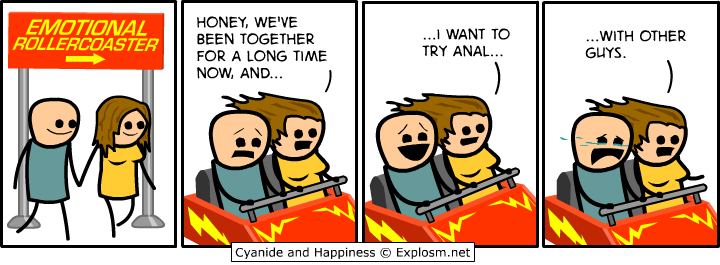 EMOTIONAL
ROLLERCOASTER
HONEY, WE'VE
BEEN TOGETHER
FOR A LONG TIME
NOW, AND...
...I WANT TO
TRY ANAL...
...WITH OTHER
GUYS.
Cyanide and Happiness © Explosm.net